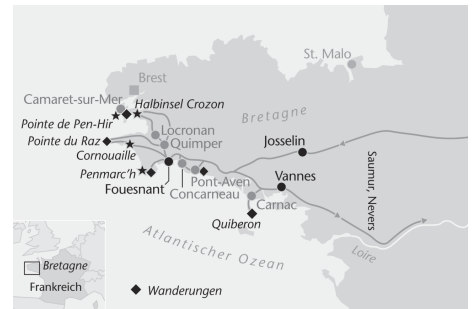 St. Malo
Brest
Camaret-sur-Mer
Halbinsel Crozon
Bretagne
Pointe de Pen-Hir
Locronan
Pointe du Raz
Quimper
Cornouaille
Josselin
Penmarc'h
Vannes
Fouesnant
Pont-Aven
Concarneau
Carnac
Saumur, Nevers
Quiberon
Atlantischer Ozean
Loire
Bretagne
Frankreich
Wanderungen